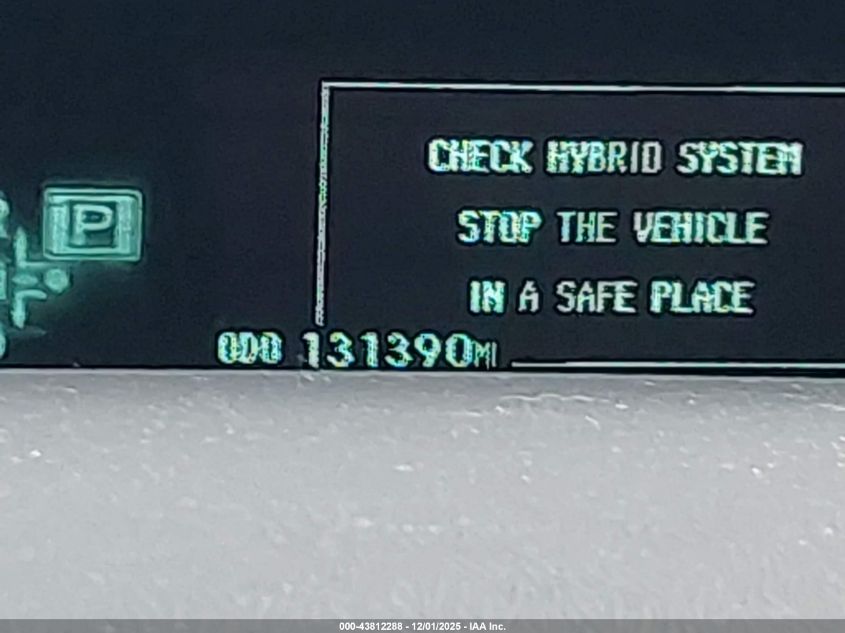 CHECK HYBRID SYSTEM
STOP THE VEHICLE
IN A SAFE PLACE
P
ODO 131390MI
000-43812288 - 12/01/2025 - IAA Inc.